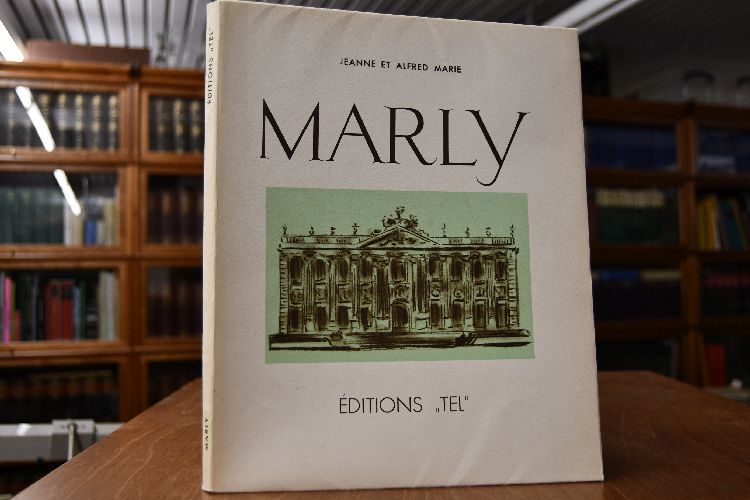 JEANNE ET ALFRED MARIE
MARLY
ÉDITIONS „TEL"
ÉDITIONS „TEL"
MARLY